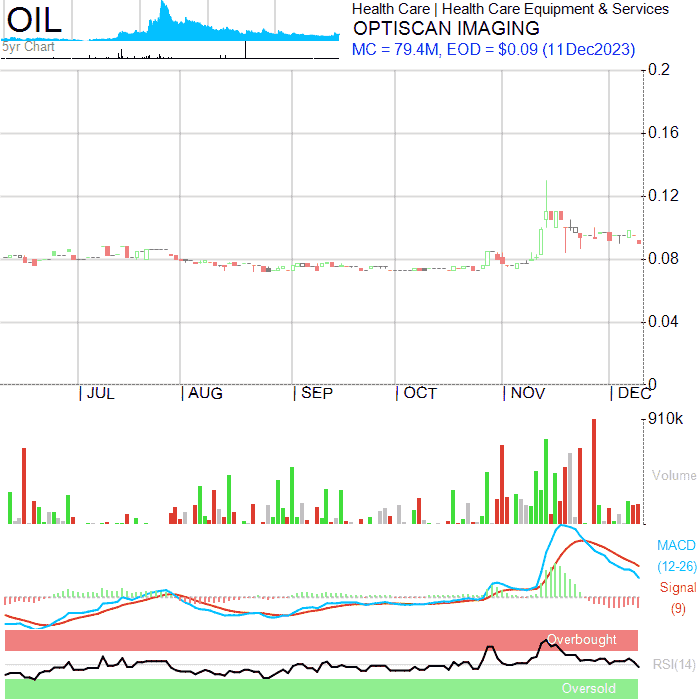 OIL
5yr Chart
Health Care | Health Care Equipment & Services
OPTISCAN IMAGING
MC = 79.4M, EOD = $0.09 (11Dec2023)
0.2
0.16
0.12
0.08
0.04
0
| JUL | AUG | SEP | OCT | NOV | DEC
910k
Volume
MACD
(12-26)
Signal
(9)
Overbought
RSI(14)
Oversold